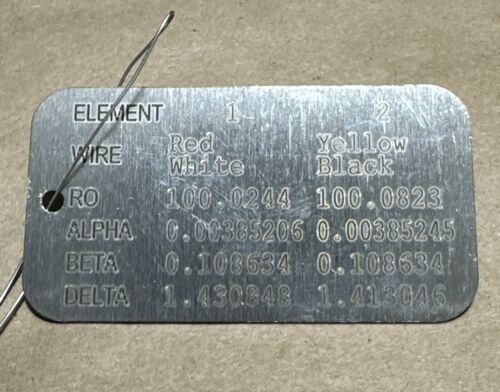 ELEMENT 1 2
WIRE Red Yellow
White Black
RO 100.0244 100.0823
ALPHA 0.00385206 0.00385245
BETA 0.108634 0.108634
DELTA 1.430848 1.413046